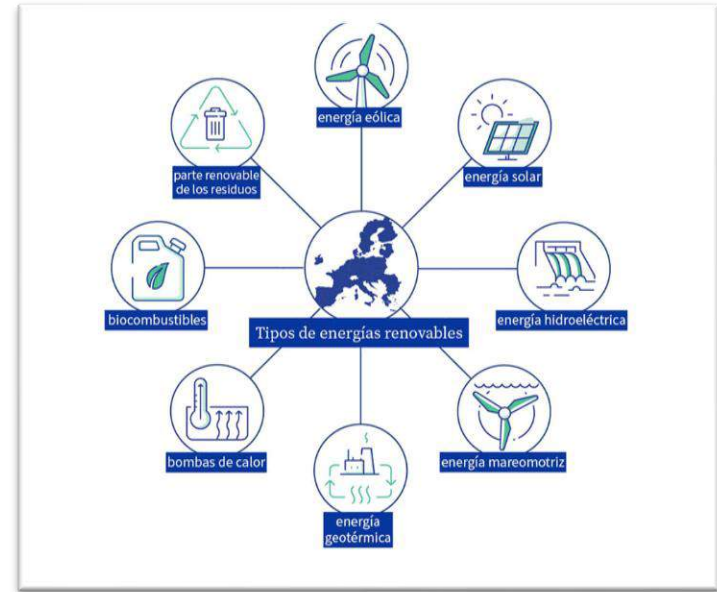 energía eólica
energía solar
energía hidroeléctrica
energía mareomotriz
energía
geotérmica
bombas de calor
biocombustibles
parte renovable
de los residuos
Tipos de energías renovables